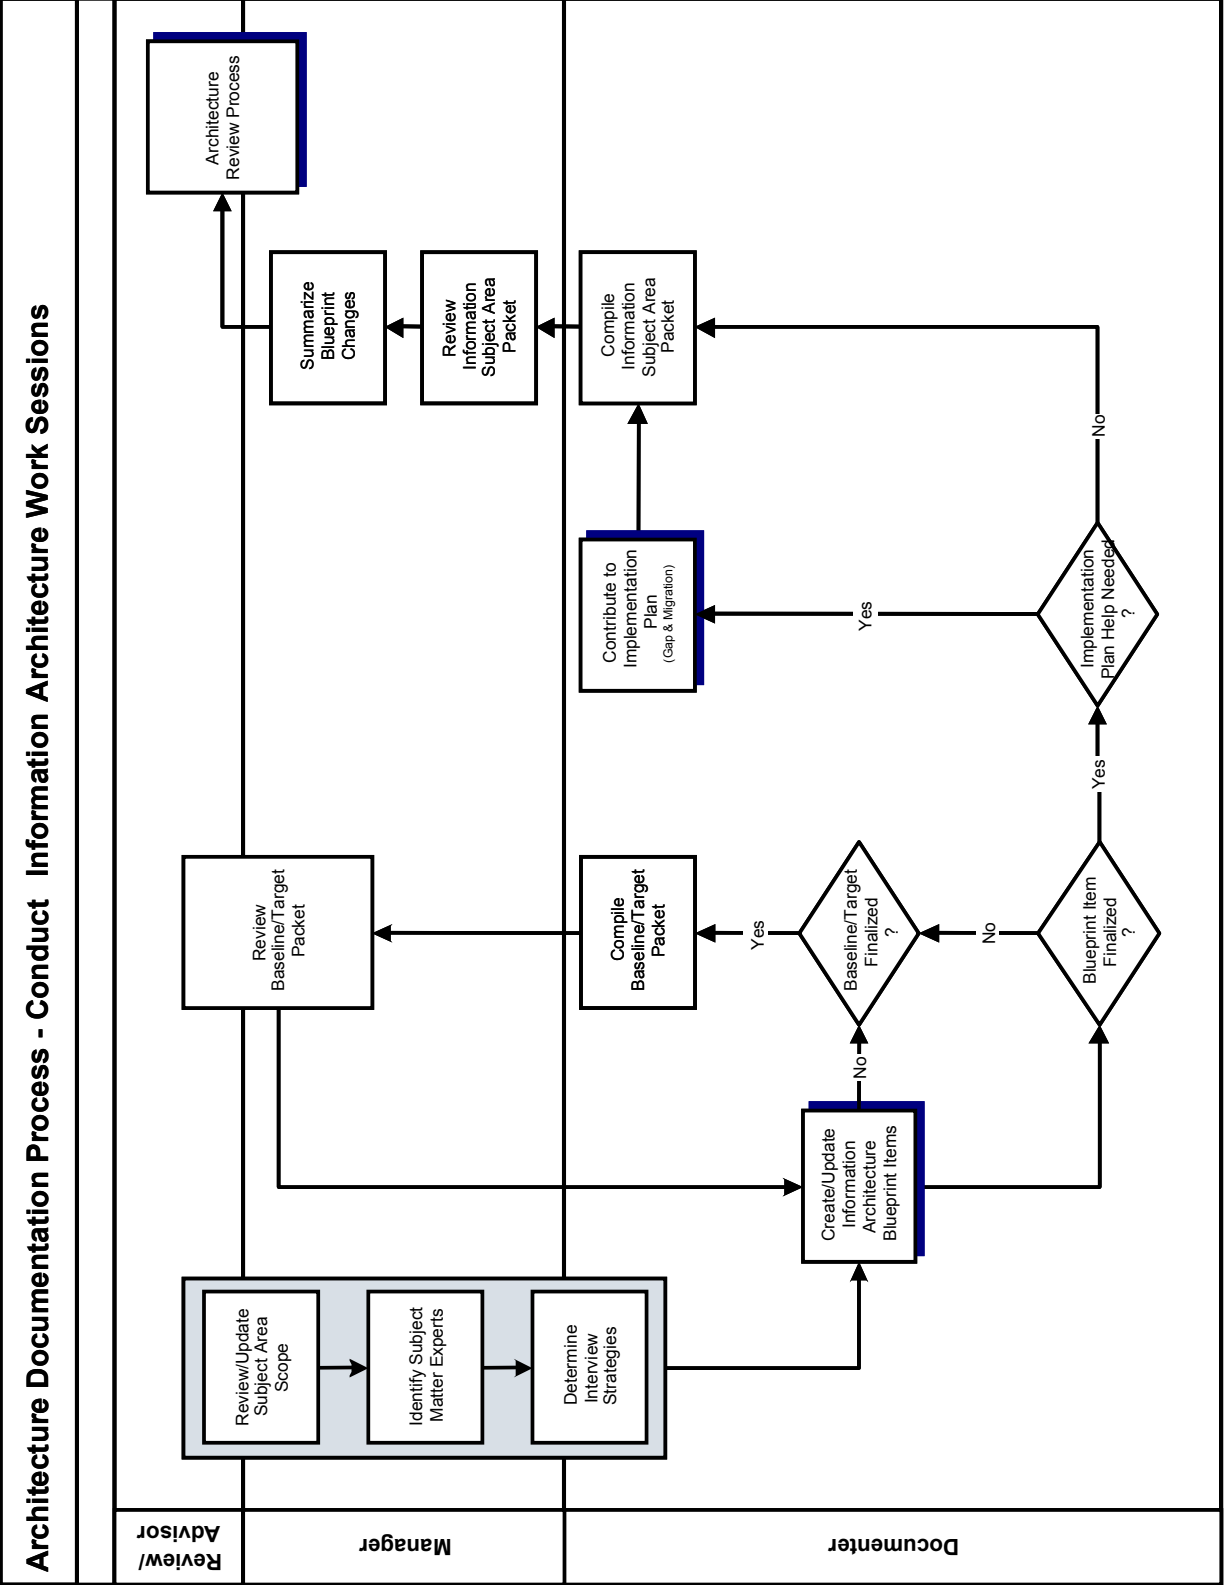 Architecture Documentation Process - Conduct Information Architecture Work Sessions
Review/
Advisor
Manager
Documenter
Review/Update
Subject Area
Scope
Identify Subject
Matter Experts
Determine
Interview
Strategies
Create/Update
Information
Architecture
Blueprint Items
No
Review
Baseline/Target
Packet
Compile
Baseline/Target
Packet
Yes
Baseline/Target
Finalized
?
No
Blueprint Item
Finalized
?
Yes
Contribute to
Implementation
Plan
(Gap & Migration)
Yes
Implementation
Plan Help Needed
?
No
Compile
Information
Subject Area
Packet
Review
Information
Subject Area
Packet
Summarize
Blueprint
Changes
Architecture
Review Process